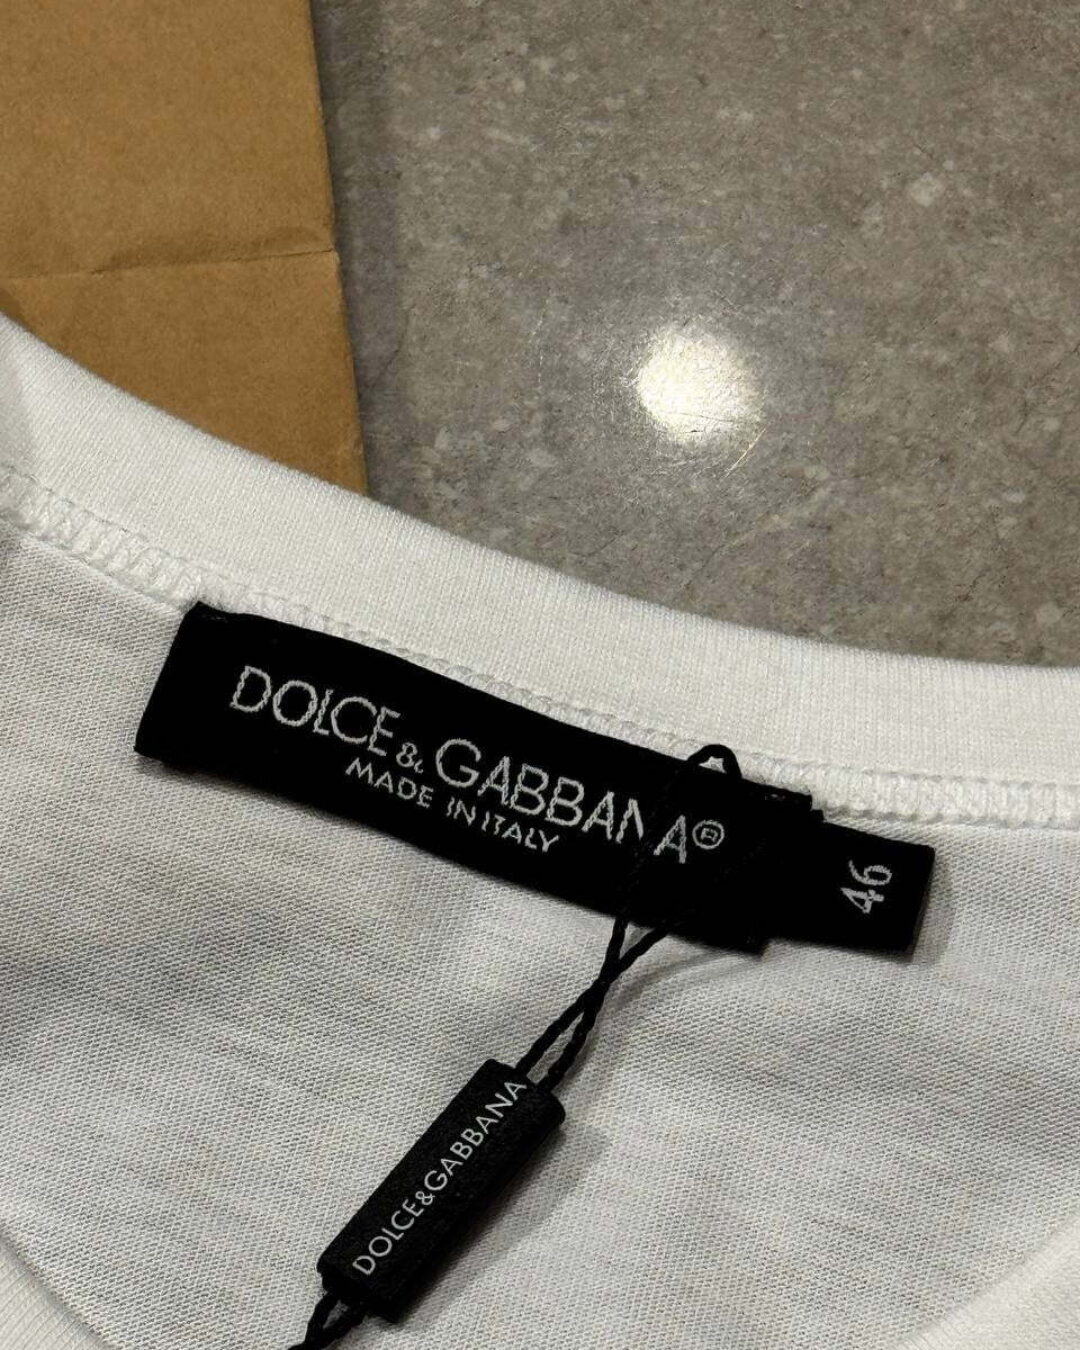 DOLCE & GABBANA®
MADE IN ITALY
46
DOLCE&GABBANA